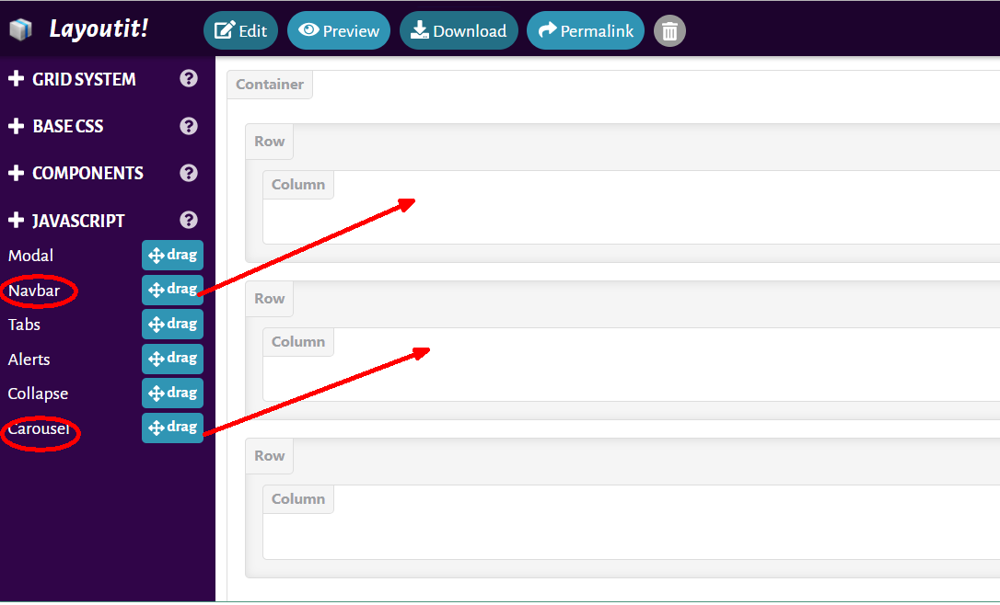 Layoutit!
Edit
Preview
Download
Permalink
GRID SYSTEM
?
BASE CSS
?
COMPONENTS
?
JAVASCRIPT
?
Modal
drag
Navbar
drag
Tabs
drag
Alerts
drag
Collapse
drag
Carousel
drag
Container
Row
Column
Row
Column
Row
Column